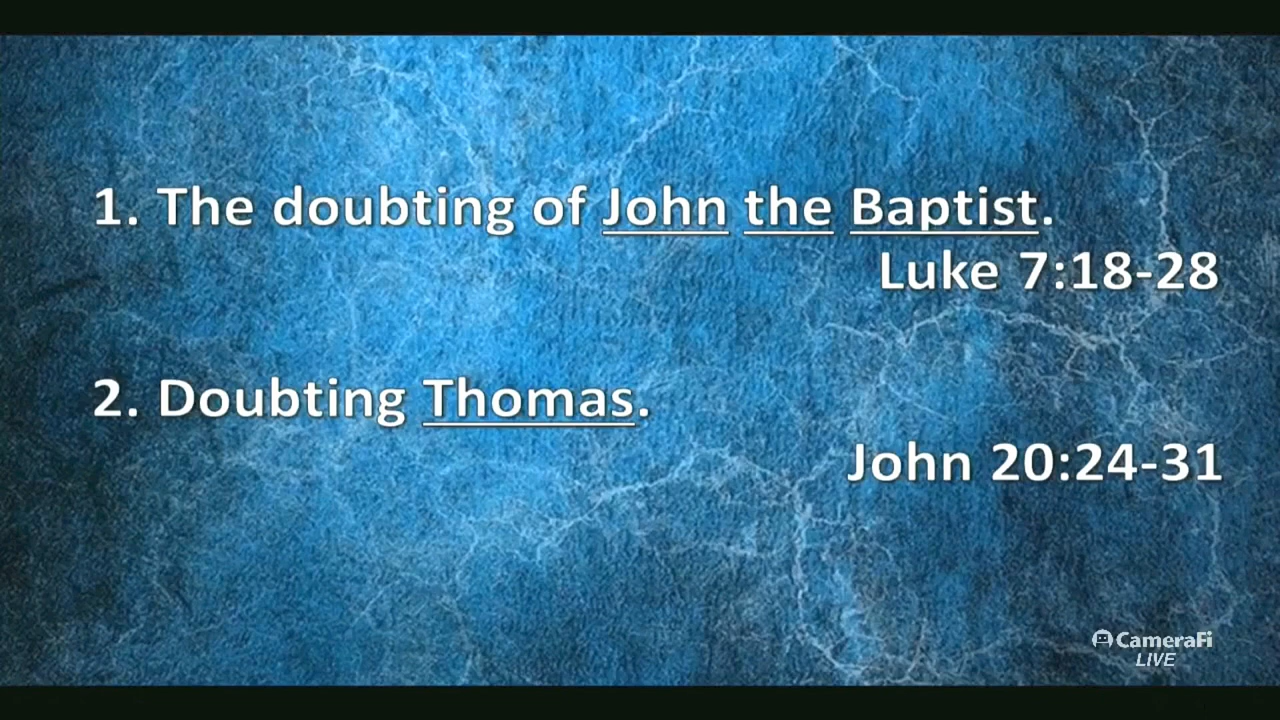 1. The doubting of John the Baptist.
Luke 7:18-28
2. Doubting Thomas.
John 20:24-31
CameraFi
LIVE